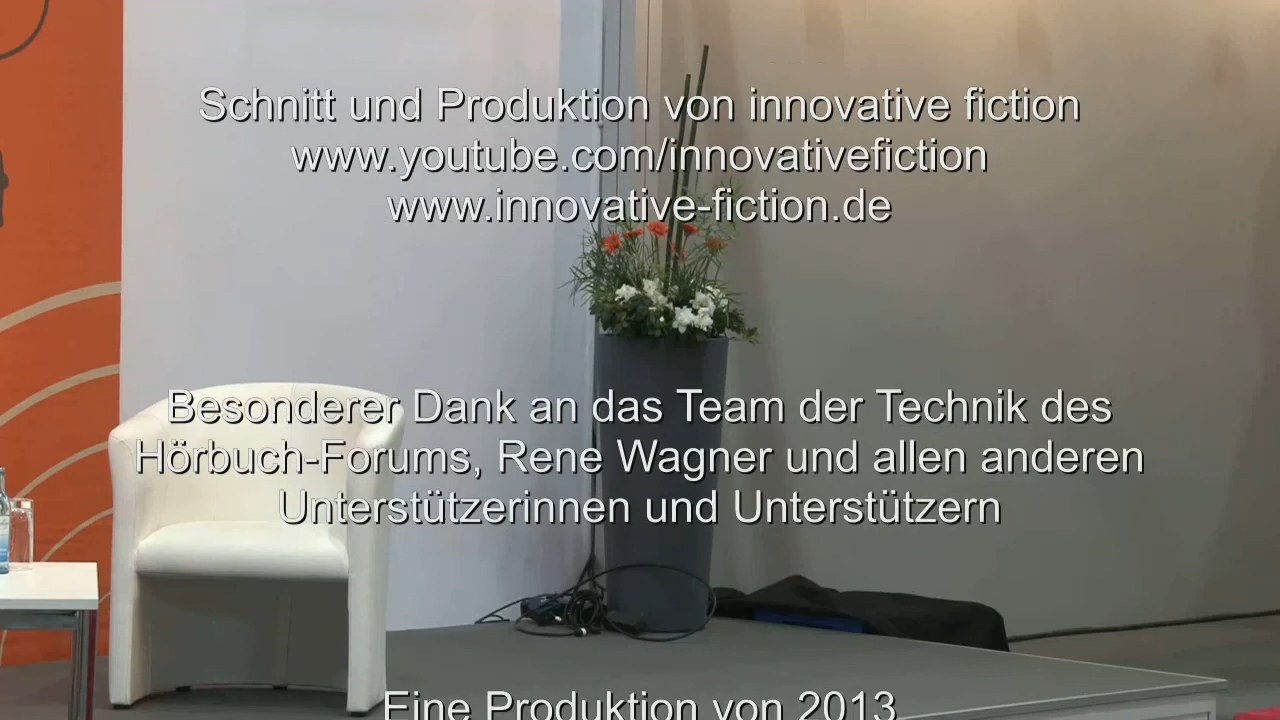 Schnitt und Produktion von innovative fiction
www.youtube.com/innovativefiction
www.innovative-fiction.de
Besonderer Dank an das Team der Technik des
Hörbuch-Forums, Rene Wagner und allen anderen
Unterstützerinnen und Unterstützern
Eine Produktion von 2013